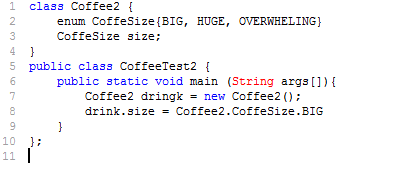 1 class Coffee2 {
2 enum CoffeSize{BIG, HUGE, OVERWHELING}
3 CoffeSize size;
4 }
5 public class CoffeeTest2 {
6 public static void main (String args[]){
7 Coffee2 dringk = new Coffee2();
8 drink.size = Coffee2.CoffeSize.BIG
9 }
10 };
11